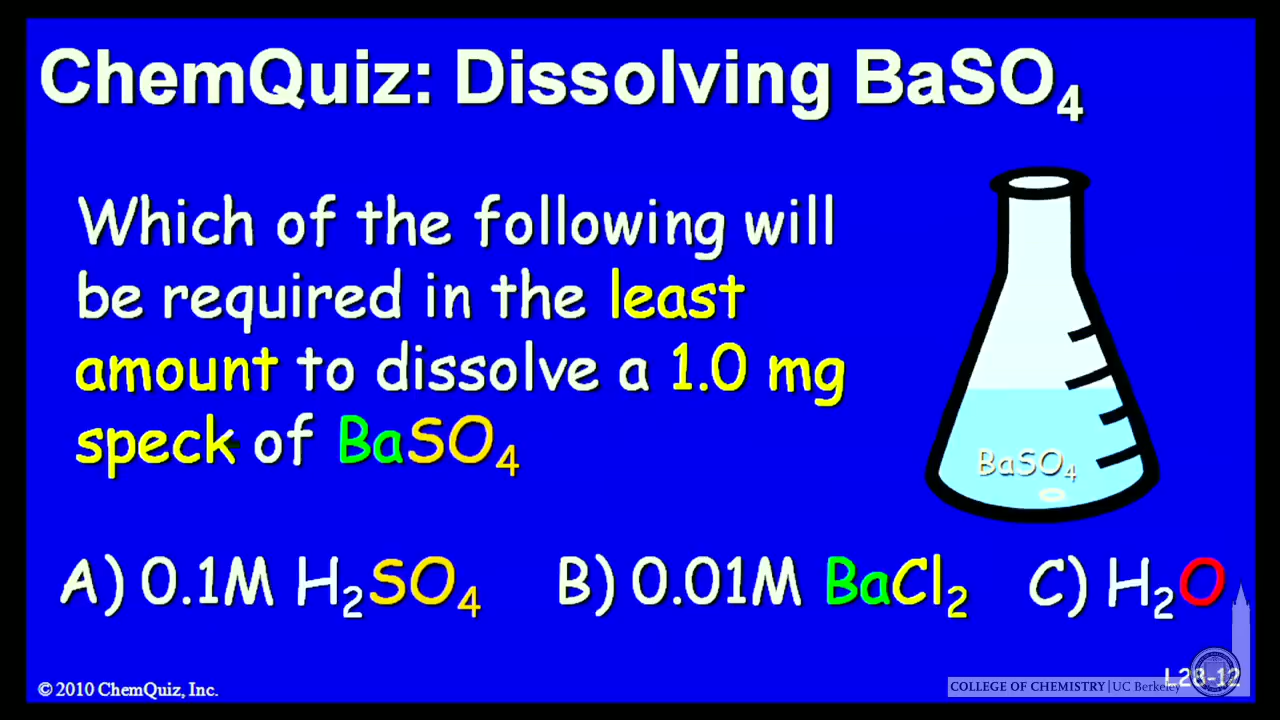 ChemQuiz: Dissolving BaSO₄
Which of the following will
be required in the least
amount to dissolve a 1.0 mg
speck of BaSO₄
BaSO₄
A) 0.1M H₂SO₄ B) 0.01M BaCl₂ C) H₂O
© 2010 ChemQuiz, Inc.
L28-12
COLLEGE OF CHEMISTRY | UC Berkeley